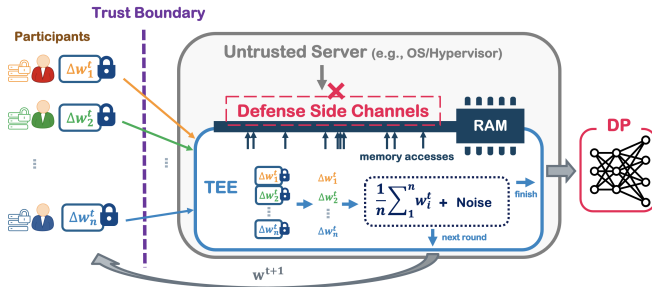 Trust Boundary
Participants
Untrusted Server (e.g., OS/Hypervisor)
Δw₁ᵗ
Δw₂ᵗ
⋮
Δwₙᵗ
Defense Side Channels
RAM
memory accesses
TEE
Δw₁ᵗ
Δw₂ᵗ
⋮
Δwₙᵗ
Δw₁ᵗ
Δw₂ᵗ
⋮
Δwₙᵗ
1/n ∑₁ⁿ wᵢᵗ + Noise
finish
next round
DP
wᵗ⁺¹